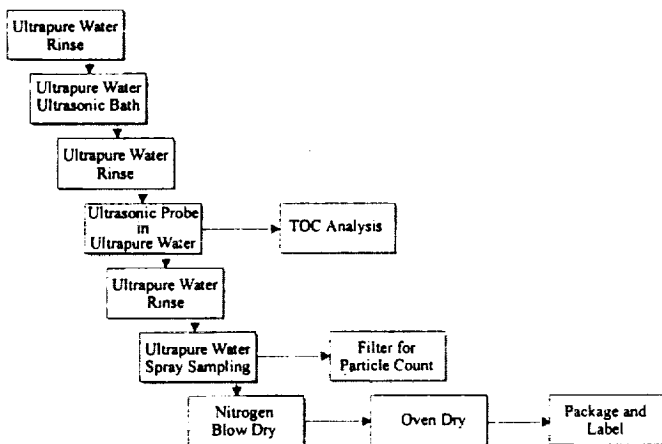 Ultrapure Water
Rinse
Ultrapure Water
Ultrasonic Bath
Ultrapure Water
Rinse
Ultrasonic Probe
in
Ultrapure Water
TOC Analysis
Ultrapure Water
Rinse
Ultrapure Water
Spray Sampling
Filter for
Particle Count
Nitrogen
Blow Dry
Oven Dry
Package and
Label